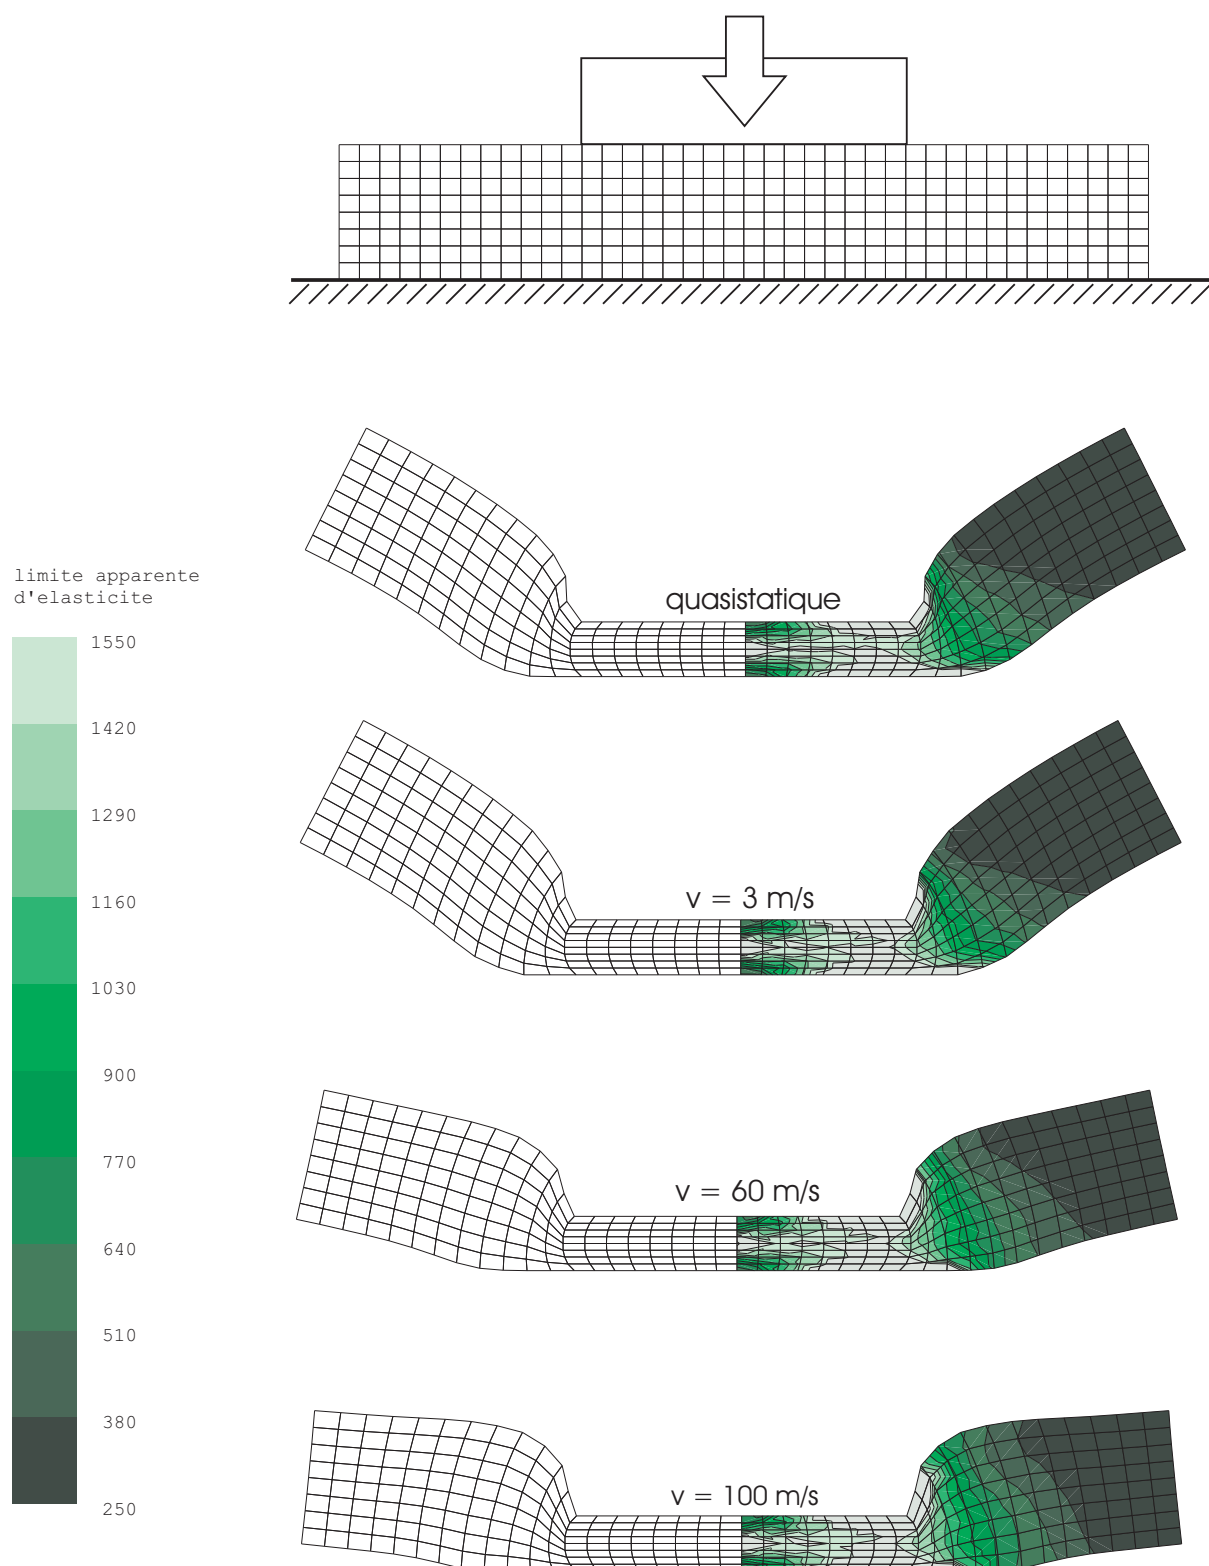 quasistatique
limite apparente
d'elasticite
1550
1420
v = 3 m/s
1290
1160
1030
900
770
v = 60 m/s
640
510
380
v = 100 m/s
250